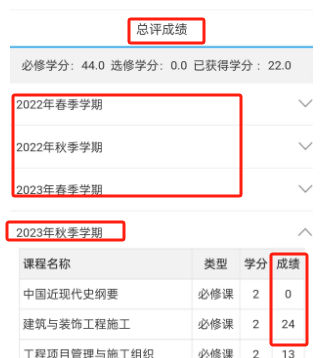 总评成绩
必修学分：44.0 选修学分：0.0 已获得学分：22.0
2022年春季学期
2022年秋季学期
2023年春季学期
2023年秋季学期
课程名称 类型 学分 成绩
中国近现代史纲要 必修课 2 0
建筑与装饰工程施工 必修课 2 24
工程项目管理与施工组织 必修课 2 13